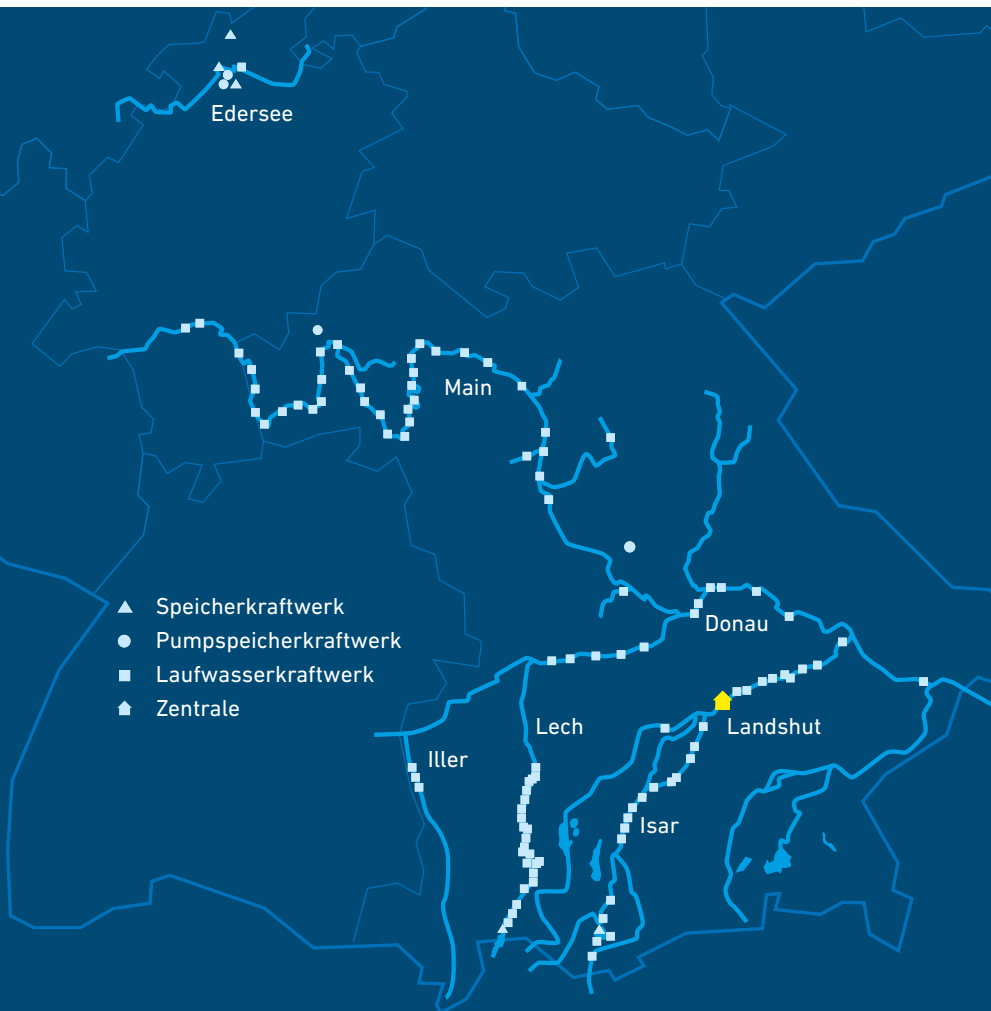 Edersee
Main
Speicherkraftwerk
Pumpspeicherkraftwerk
Laufwasserkraftwerk
Zentrale
Donau
Lech
Landshut
Iller
Isar